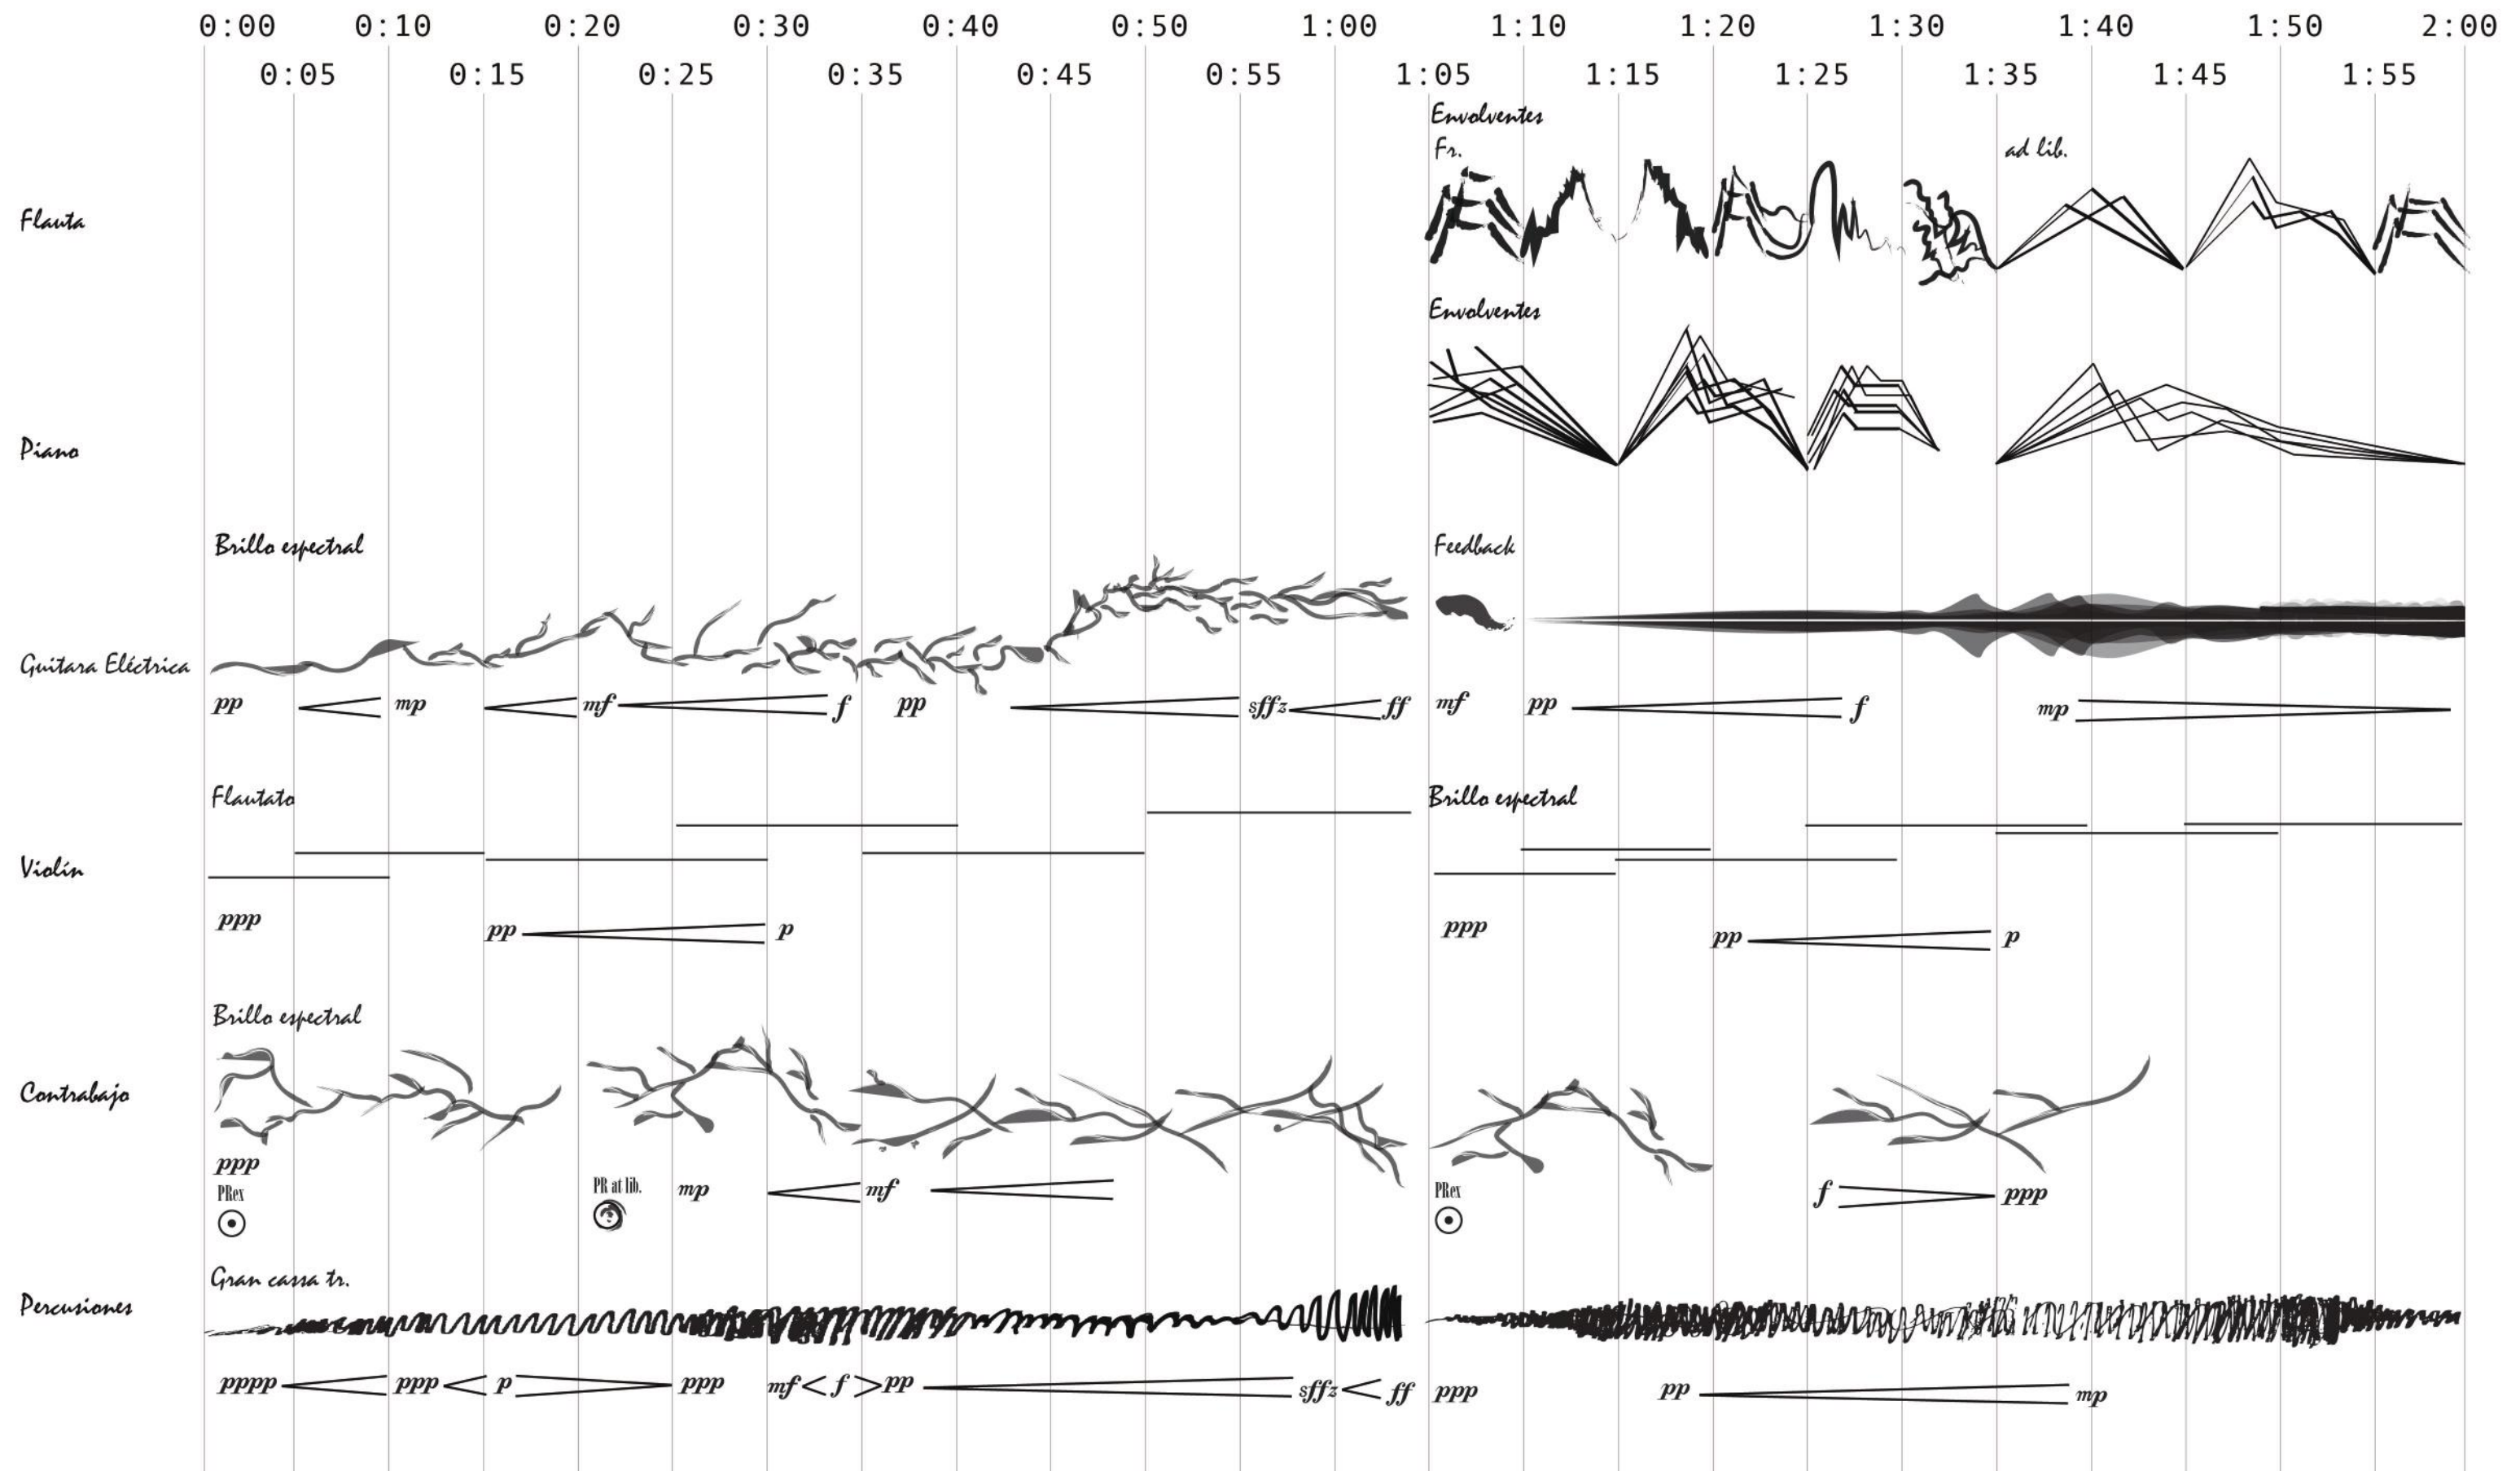 0:00 0:10 0:20 0:30 0:40 0:50 1:00 1:10 1:20 1:30 1:40 1:50 2:00
0:05 0:15 0:25 0:35 0:45 0:55 1:05 1:15 1:25 1:35 1:45 1:55
Envolventes
Fr. ad lib.
Flauta
Envolventes
Piano
Brillo espectral Feedback
Guitara Eléctrica
pp mp mf f pp sffz ff mf pp f mp
Flautato Brillo espectral
Violín
ppp pp p ppp pp p
Brillo espectral
Contrabajo
ppp
PRex PR at lib. mp mf PRex f ppp
Gran cassa tr.
Percusiones
pppp ppp p ppp mf f pp sffz ff ppp pp mp